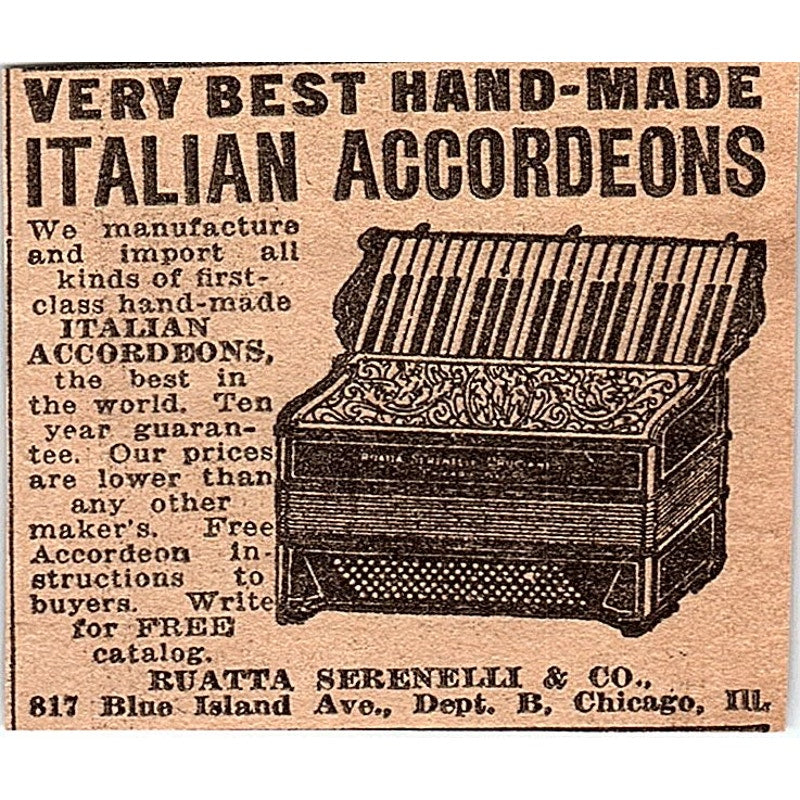 VERY BEST HAND-MADE
ITALIAN ACCORDEONS
We manufacture
and import all
kinds of first-
class hand-made
ITALIAN
ACCORDEONS,
the best in
the world. Ten
year guaran-
tee. Our prices
are lower than
any other
maker's. Free
Accordeon in-
structions to
buyers. Write
for FREE
catalog.
RUATTA SERENELLI
RUATTA SERENELLI & CO.,
817 Blue Island Ave., Dept. B, Chicago, Ill.